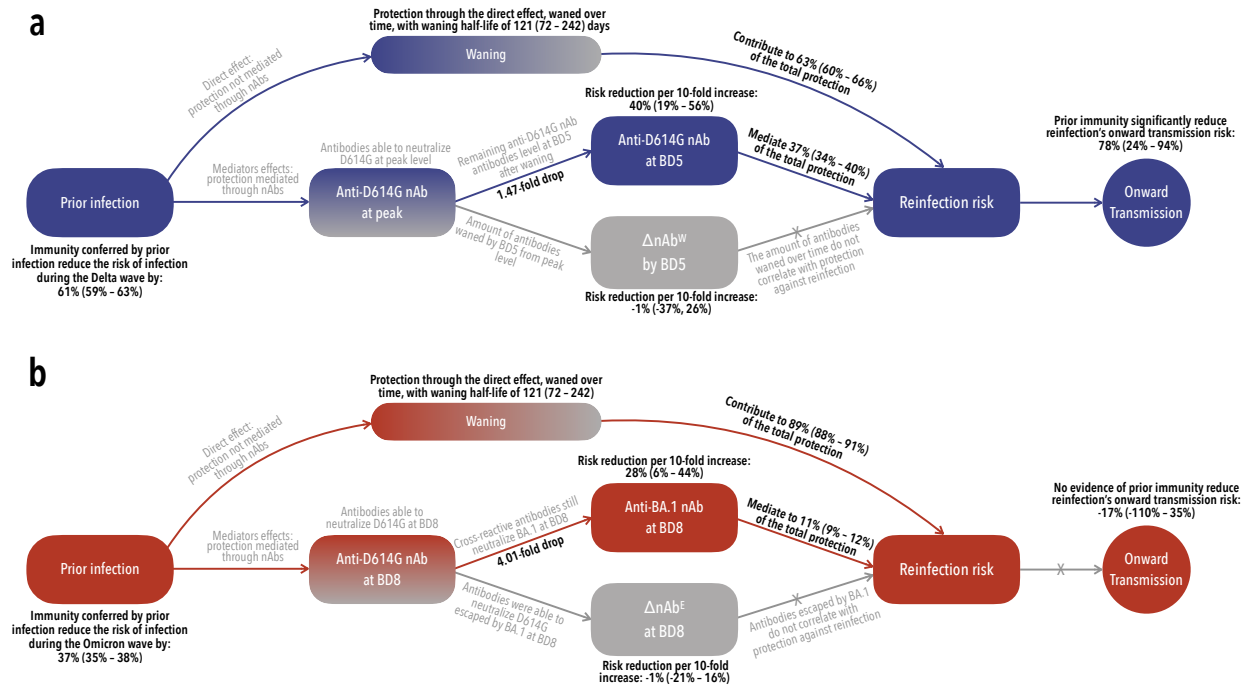 a
Protection through the direct effect, waned over
time, with waning half-life of 121 (72 – 242) days
Waning
Direct effect:
protection not mediated
through nAbs
Contribute to 63% (60% – 66%)
of the total protection
Risk reduction per 10-fold increase:
40% (19% – 56%)
Anti-D614G nAb
at BD5
Antibodies able to neutralize
D614G at peak level
Remaining anti-D614G nAb
antibodies level at BD5
after waning
1.47-fold drop
Mediate 37% (34% – 40%)
of the total protection
Prior immunity significantly reduce
reinfection's onward transmission risk:
78% (24% – 94%)
Mediators effects:
protection mediated
through nAbs
Prior infection
Anti-D614G nAb
at peak
Reinfection risk
Onward
Transmission
Amount of antibodies
waned by BD5 from peak
level
ΔnAbᵂ
by BD5
X
The amount of antibodies
waned over time do not
correlate with protection
against reinfection
Immunity conferred by prior
infection reduce the risk of infection
during the Delta wave by:
61% (59% – 63%)
Risk reduction per 10-fold increase:
-1% (-37%, 26%)
b
Protection through the direct effect, waned over
time, with waning half-life of 121 (72 – 242)
Waning
Direct effect:
protection not mediated
through nAbs
Contribute to 89% (88% – 91%)
of the total protection
Risk reduction per 10-fold increase:
28% (6% – 44%)
Anti-BA.1 nAb
at BD8
Antibodies able to
neutralize D614G at BD8
Cross-reactive antibodies still
neutralize BA.1 at BD8
4.01-fold drop
Mediate to 11% (9% – 12%)
of the total protection
No evidence of prior immunity reduce
reinfection's onward transmission risk:
-17% (-110% – 35%)
Mediators effects:
protection mediated
through nAbs
Prior infection
Anti-D614G nAb
at BD8
Reinfection risk
X
Onward
Transmission
Antibodies were able to
neutralize D614G
escaped by BA.1 at BD8
ΔnAbᴱ
at BD8
X
Antibodies escaped by BA.1
do not correlate with
protection against reinfection
Immunity conferred by prior
infection reduce the risk of infection
during the Omicron wave by:
37% (35% – 38%)
Risk reduction per 10-fold
increase: -1% (-21% – 16%)